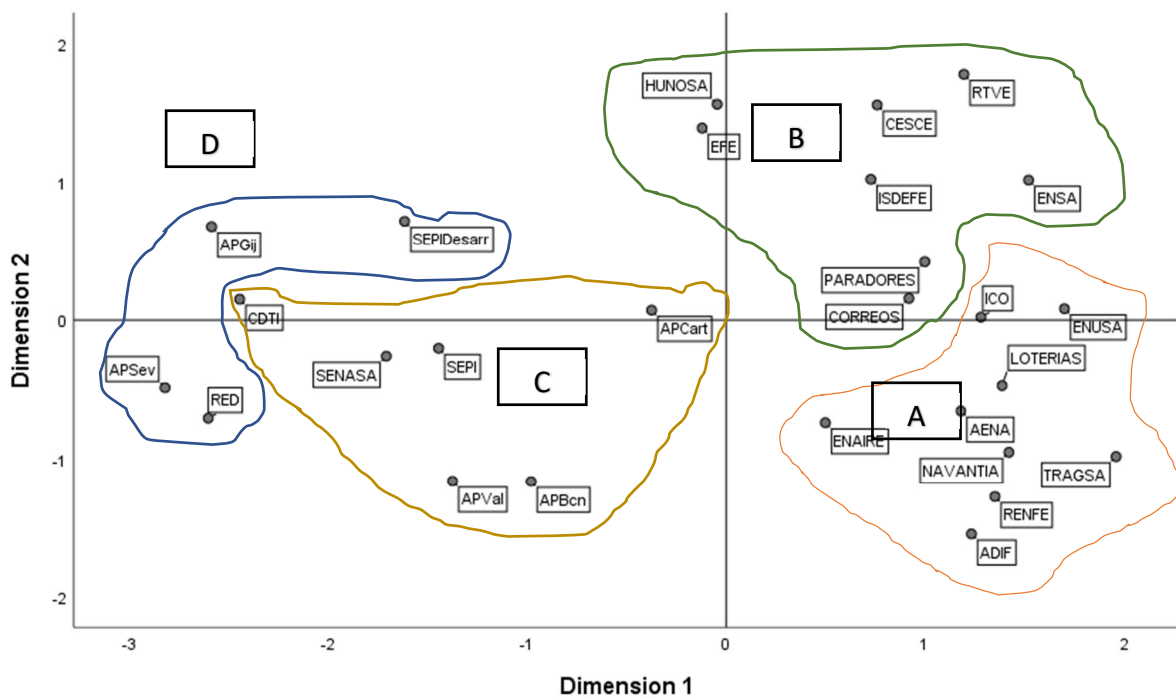 2
1
0
-1
-2
Dimension 2
HUNOSA
RTVE
CESCE
B
D
EFE
ISDEFE
ENSA
APGij
SEPIDesarr
PARADORES
ICO
CDTI
CORREOS
ENUSA
APCart
SENASA
SEPI
LOTERIAS
APSev
C
RED
A
AENA
ENAIRE
NAVANTIA
TRAGSA
APVal
APBcn
RENFE
ADIF
-3
-2
-1
0
1
2
Dimension 1